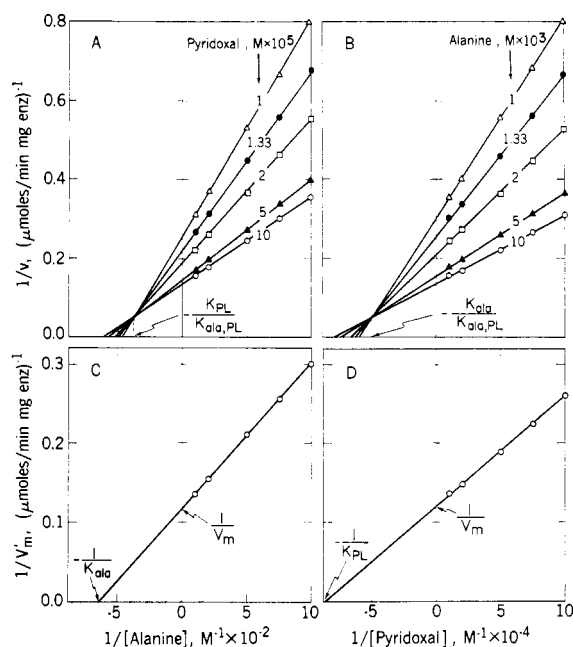 A
Pyridoxal , M×10⁵
1
1.33
2
5
10
B
Alanine , M×10³
1
1.33
2
5
10
0.8
0.6
0.4
0.2
0.0
1/v, (μmoles/min mg enz)⁻¹
- K_PL / K_ala,PL
- K_ala / K_ala,PL
C
D
0.3
0.2
0.1
0.0
1/V'm, (μmoles/min mg enz)⁻¹
1/Vm
- 1/K_ala
1/Vm
- 1/K_PL
-5 0 5 10
-5 0 5 10
1/[Alanine], M⁻¹×10⁻²
1/[Pyridoxal] , M⁻¹×10⁻⁴